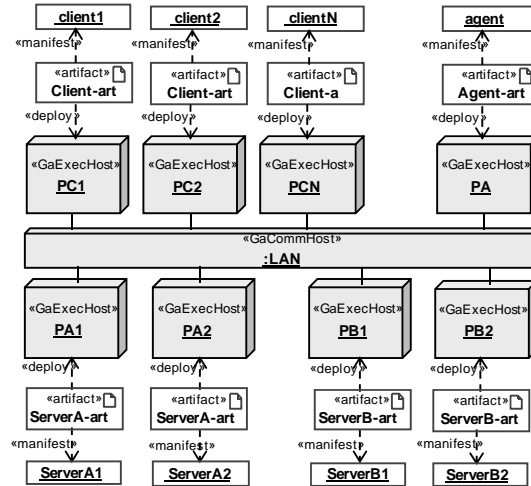 client1 client2 clientN agent
«manifest» «manifest» «manifest» «manifest»
«artifact» «artifact» «artifact» «artifact»
Client-art Client-art Client-a Agent-art
«deploy» «deploy» «deploy» «deploy»
«GaExecHost» «GaExecHost» «GaExecHost» «GaExecHost»
PC1 PC2 PCN PA
«GaCommHost»
:LAN
«GaExecHost» «GaExecHost» «GaExecHost» «GaExecHost»
PA1 PA2 PB1 PB2
«deploy» «deploy» «deploy» «deploy»
«artifact» «artifact» «artifact» «artifact»
ServerA-art ServerA-art ServerB-art ServerB-art
«manifest» «manifest» «manifest» «manifest»
ServerA1 ServerA2 ServerB1 ServerB2